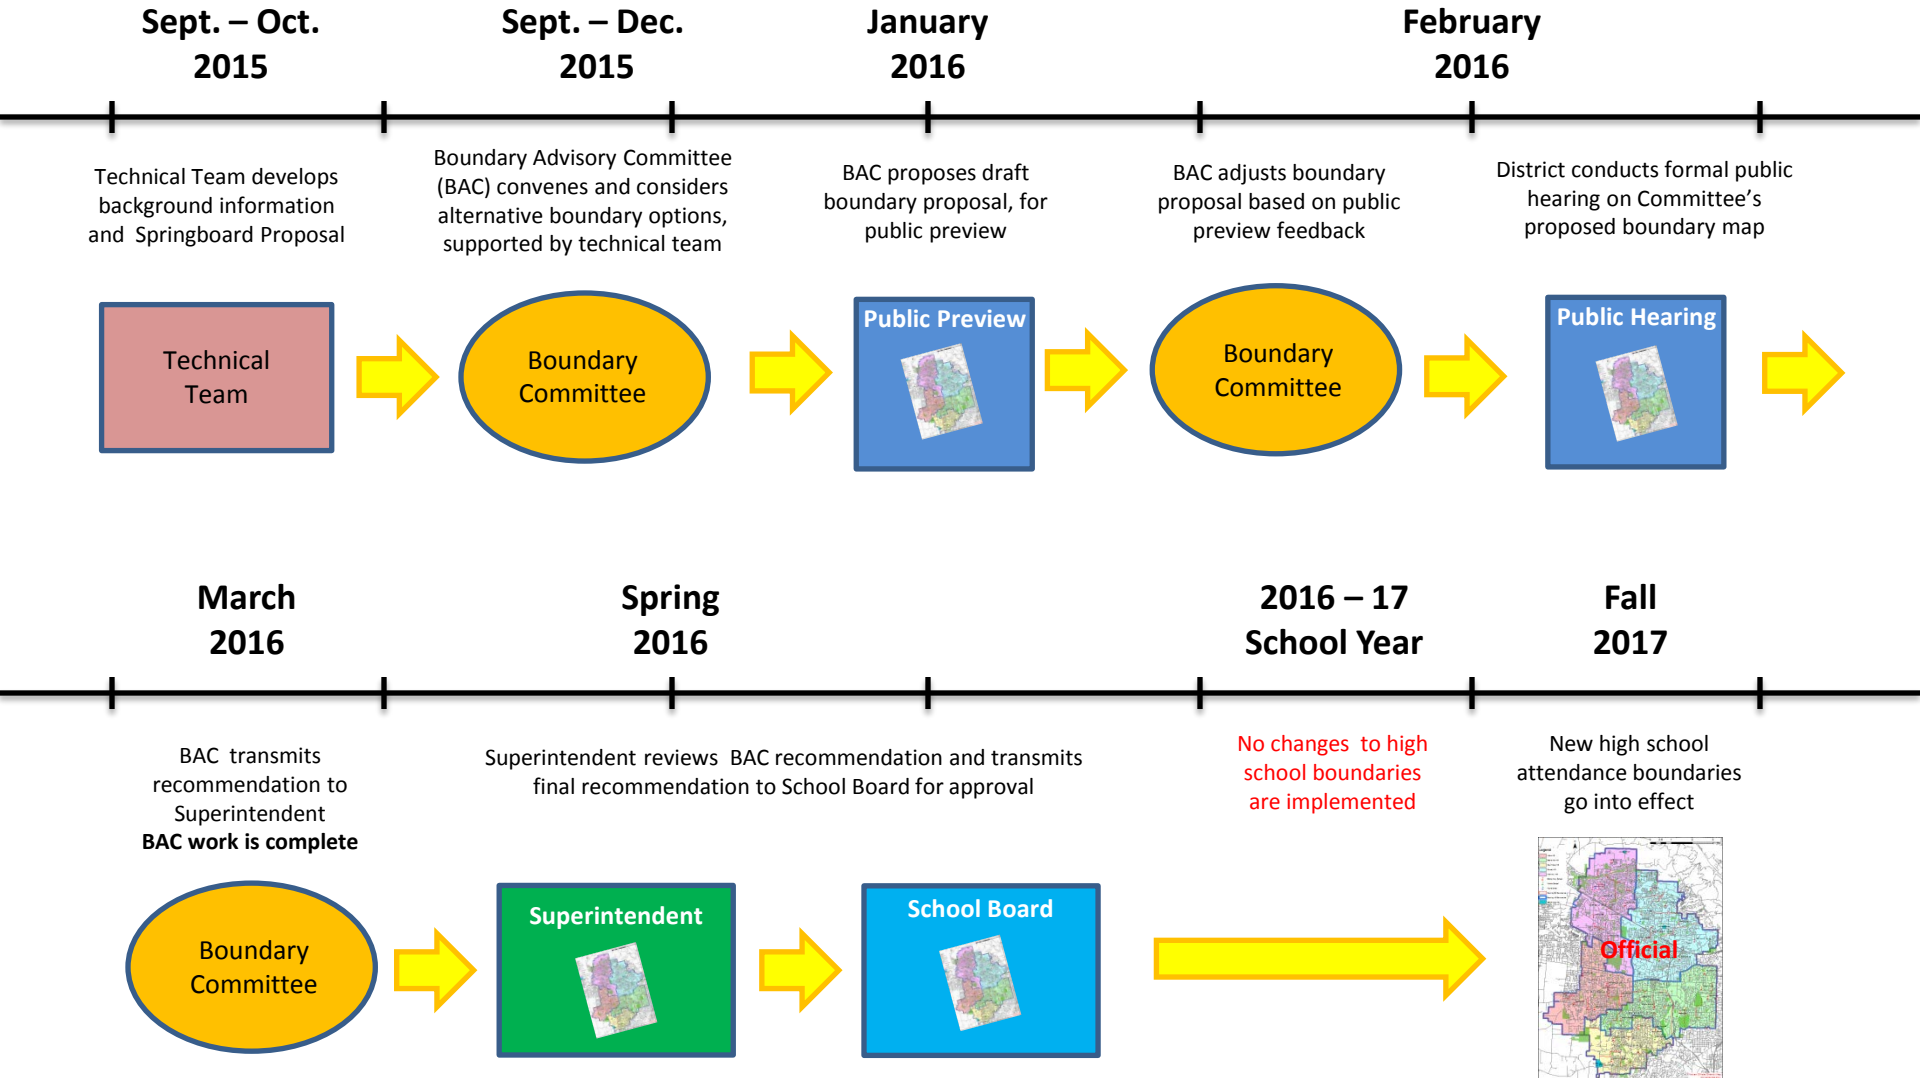 Sept. – Oct.
2015
Sept. – Dec.
2015
January
2016
February
2016
Technical Team develops
background information
and Springboard Proposal
Boundary Advisory Committee
(BAC) convenes and considers
alternative boundary options,
supported by technical team
BAC proposes draft
boundary proposal, for
public preview
BAC adjusts boundary
proposal based on public
preview feedback
District conducts formal public
hearing on Committee's
proposed boundary map
Technical
Team
Boundary
Committee
Public Preview
Boundary
Committee
Public Hearing
March
2016
Spring
2016
2016 – 17
School Year
Fall
2017
BAC transmits
recommendation to
Superintendent
BAC work is complete
Superintendent reviews BAC recommendation and transmits
final recommendation to School Board for approval
No changes to high
school boundaries
are implemented
New high school
attendance boundaries
go into effect
Boundary
Committee
Superintendent
School Board
Official